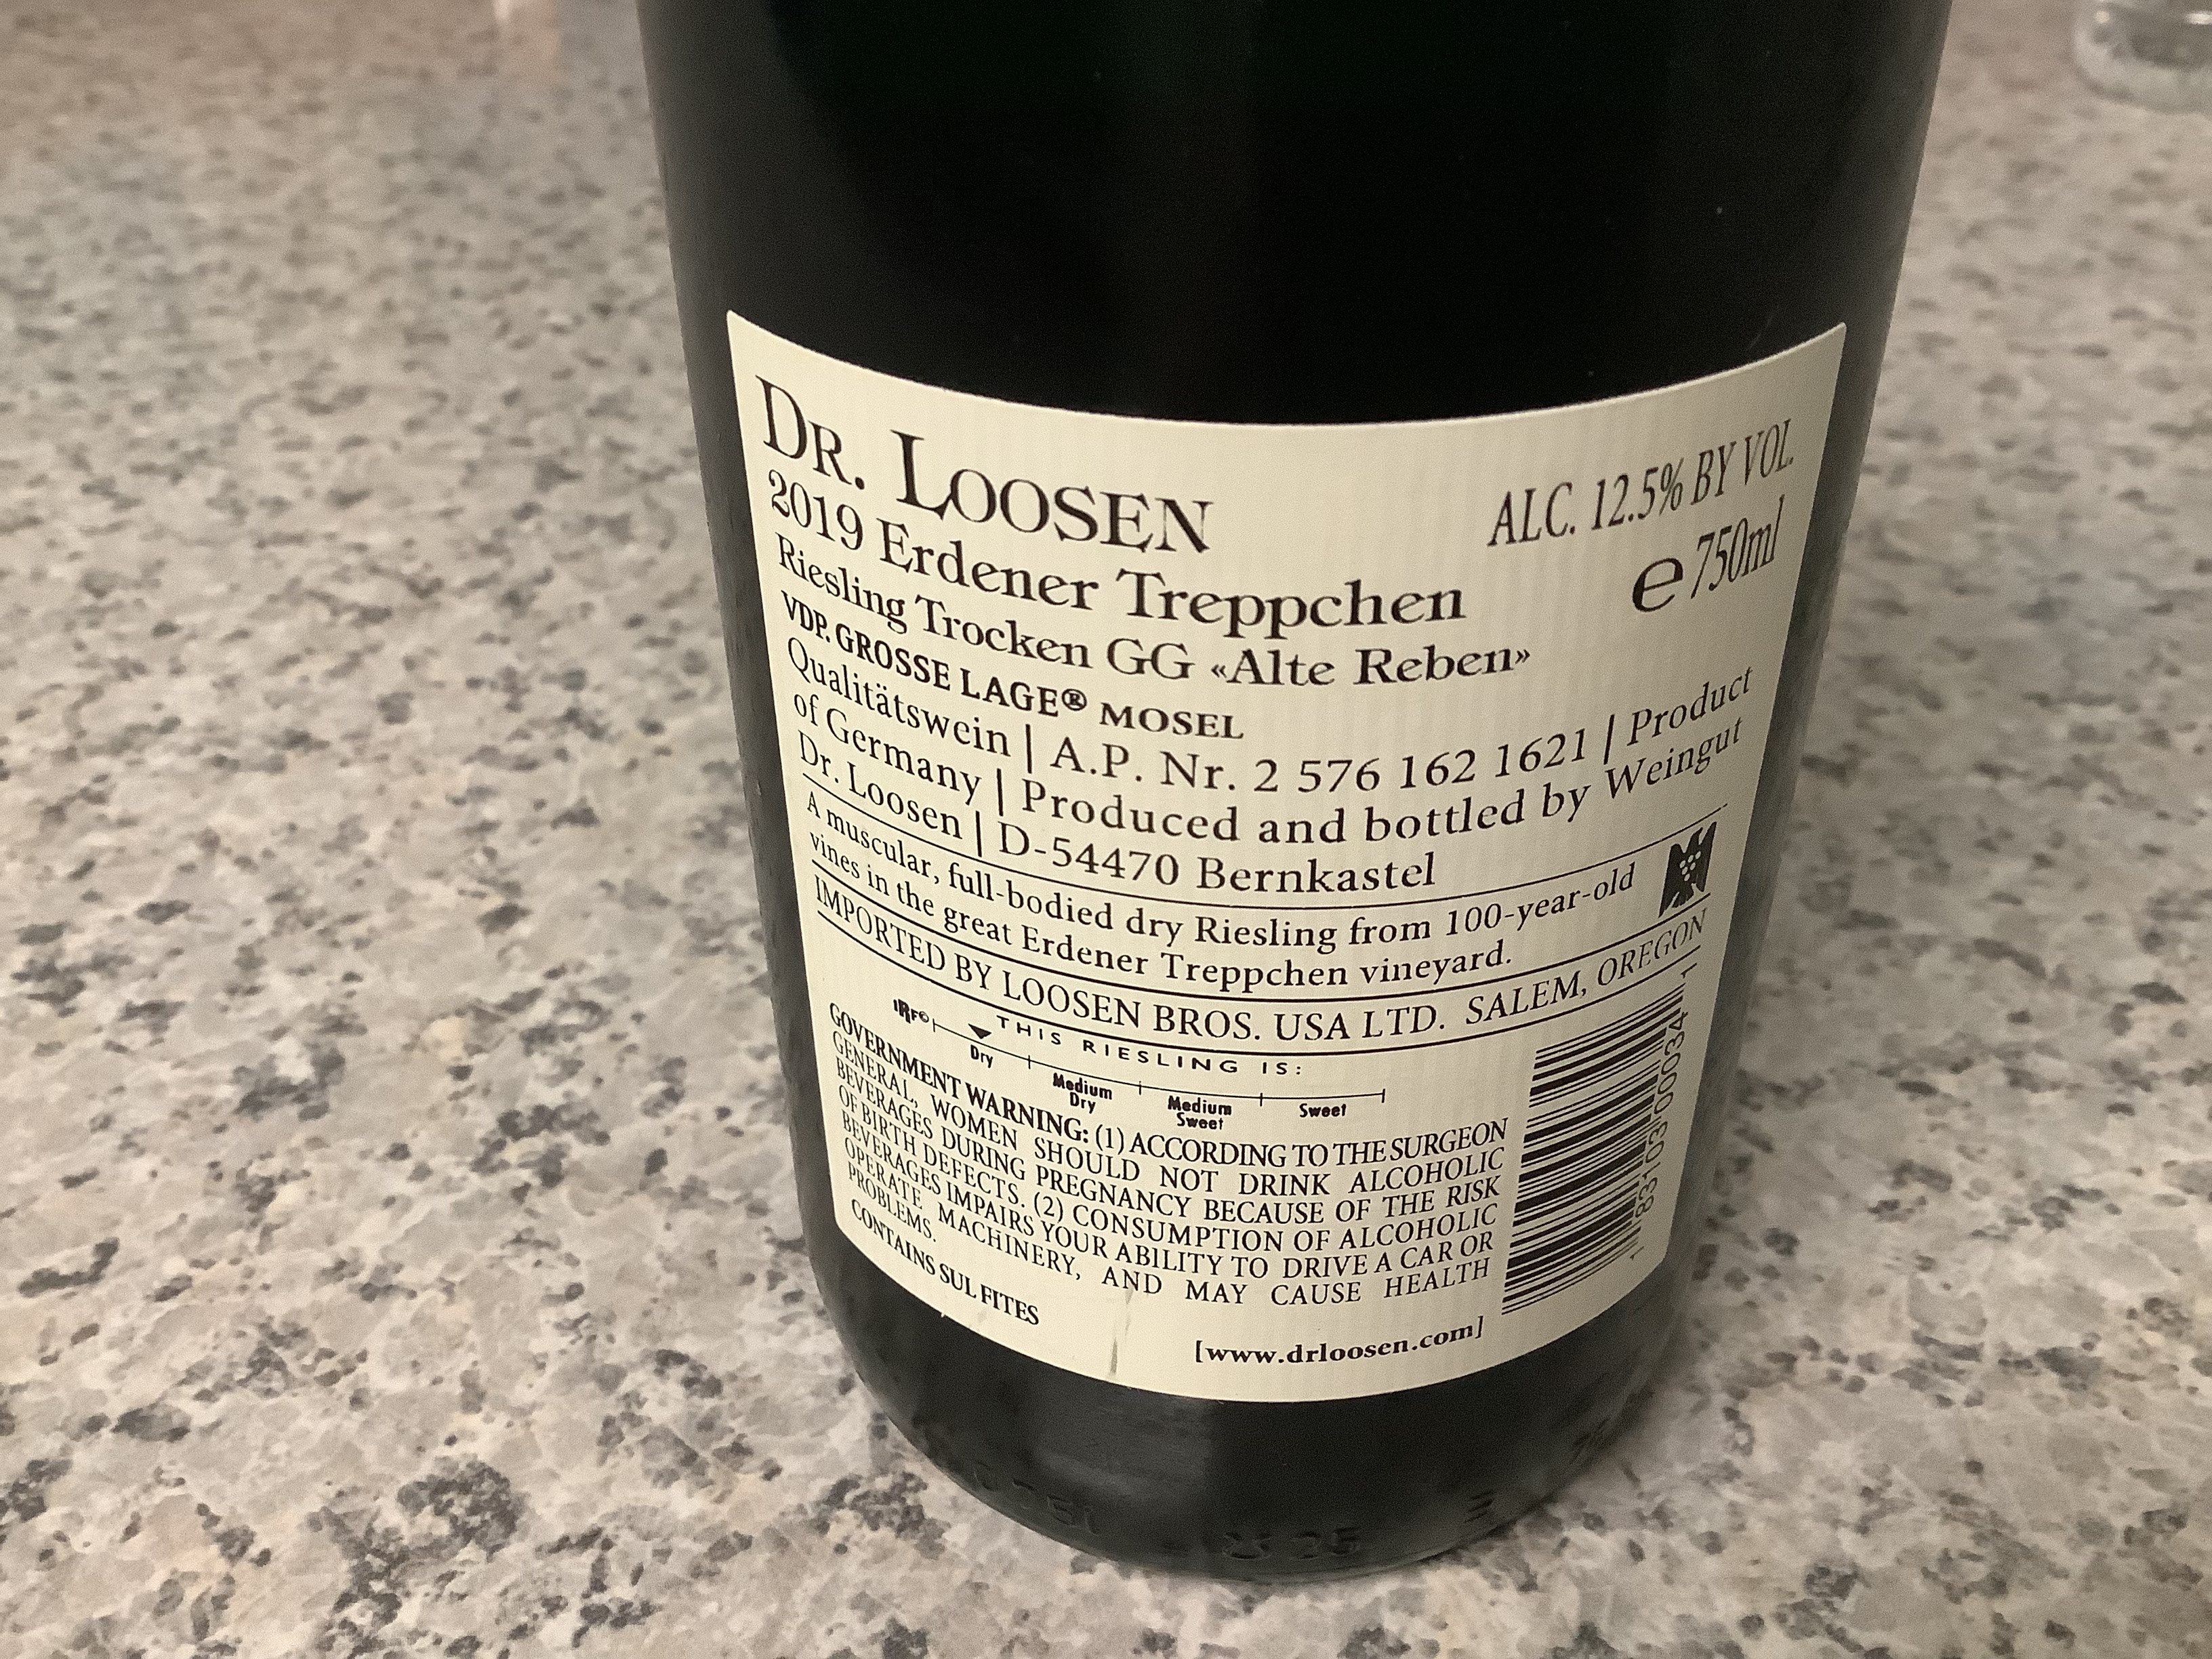 DR. LOOSEN
ALC. 12.5% BY VOL.
2019 Erdener Treppchen
e 750ml
Riesling Trocken GG «Alte Reben»
VDP. GROSSE LAGE® MOSEL
Qualitätswein | A.P. Nr. 2 576 162 1621 | Product
of Germany | Produced and bottled by Weingut
Dr. Loosen | D-54470 Bernkastel
A muscular, full-bodied dry Riesling from 100-year-old
vines in the great Erdener Treppchen vineyard.
IMPORTED BY LOOSEN BROS. USA LTD. SALEM, OREGON
IRF©
THIS RIESLING IS:
Dry
Medium
Dry
Medium
Sweet
Sweet
GOVERNMENT WARNING: (1) ACCORDING TO THE SURGEON
GENERAL, WOMEN SHOULD NOT DRINK ALCOHOLIC
BEVERAGES DURING PREGNANCY BECAUSE OF THE RISK
OF BIRTH DEFECTS. (2) CONSUMPTION OF ALCOHOLIC
BEVERAGES IMPAIRS YOUR ABILITY TO DRIVE A CAR OR
OPERATE MACHINERY, AND MAY CAUSE HEALTH
PROBLEMS.
CONTAINS SULFITES
[www.drloosen.com]
1 83103 00034 1